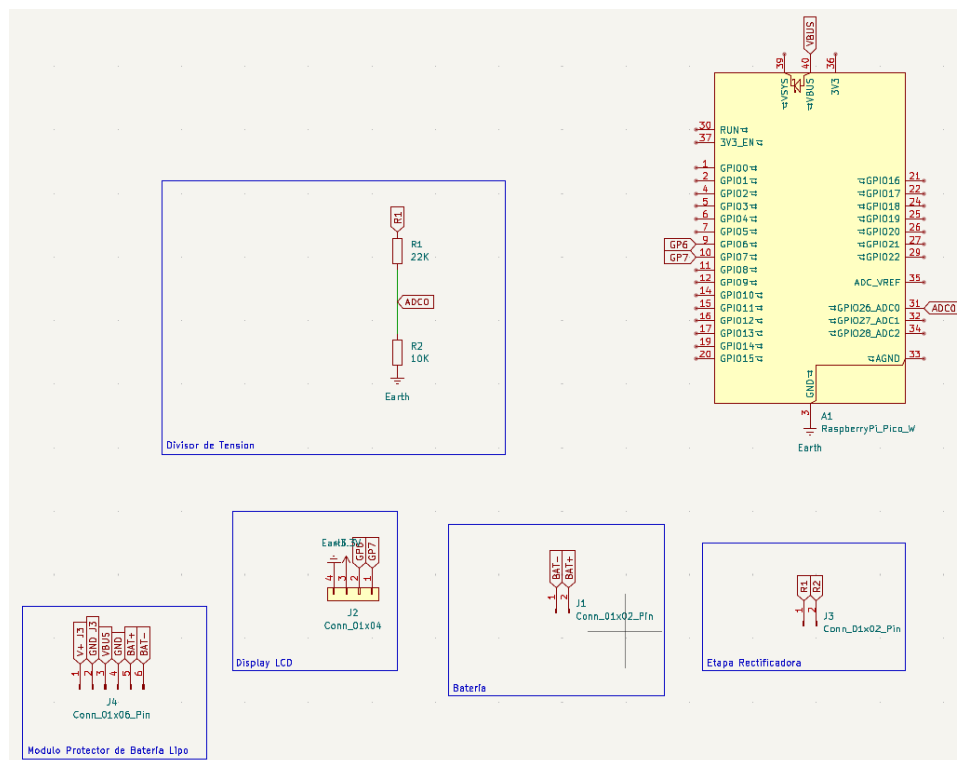 VBUS
39
40
36
VSYS
VBUS
3V3
30 RUN
37 3V3_EN
1 GPIO0
2 GPIO1
4 GPIO2
5 GPIO3
6 GPIO4
7 GPIO5
GP6 9 GPIO6
GP7 10 GPIO7
11 GPIO8
12 GPIO9
14 GPIO10
15 GPIO11
16 GPIO12
17 GPIO13
19 GPIO14
20 GPIO15
GPIO16 21
GPIO17 22
GPIO18 24
GPIO19 25
GPIO20 26
GPIO21 27
GPIO22 29
ADC_VREF 35
GPIO26_ADC0 31 ADC0
GPIO27_ADC1 32
GPIO28_ADC2 34
AGND 33
GND
3
A1
RaspberryPi_Pico_W
Earth
R1
R1
22K
ADC0
R2
10K
Earth
Divisor de Tension
Earth
GP6
GP7
4
3
2
1
J2
Conn_01x04
Display LCD
BAT-
BAT+
1
2
J1
Conn_01x02_Pin
Batería
R1
R2
1
2
J3
Conn_01x02_Pin
Etapa Rectificadora
V+ J3
GND J3
VBUS
GND
BAT+
BAT-
1
2
3
4
5
6
J4
Conn_01x06_Pin
Modulo Protector de Batería Lipo